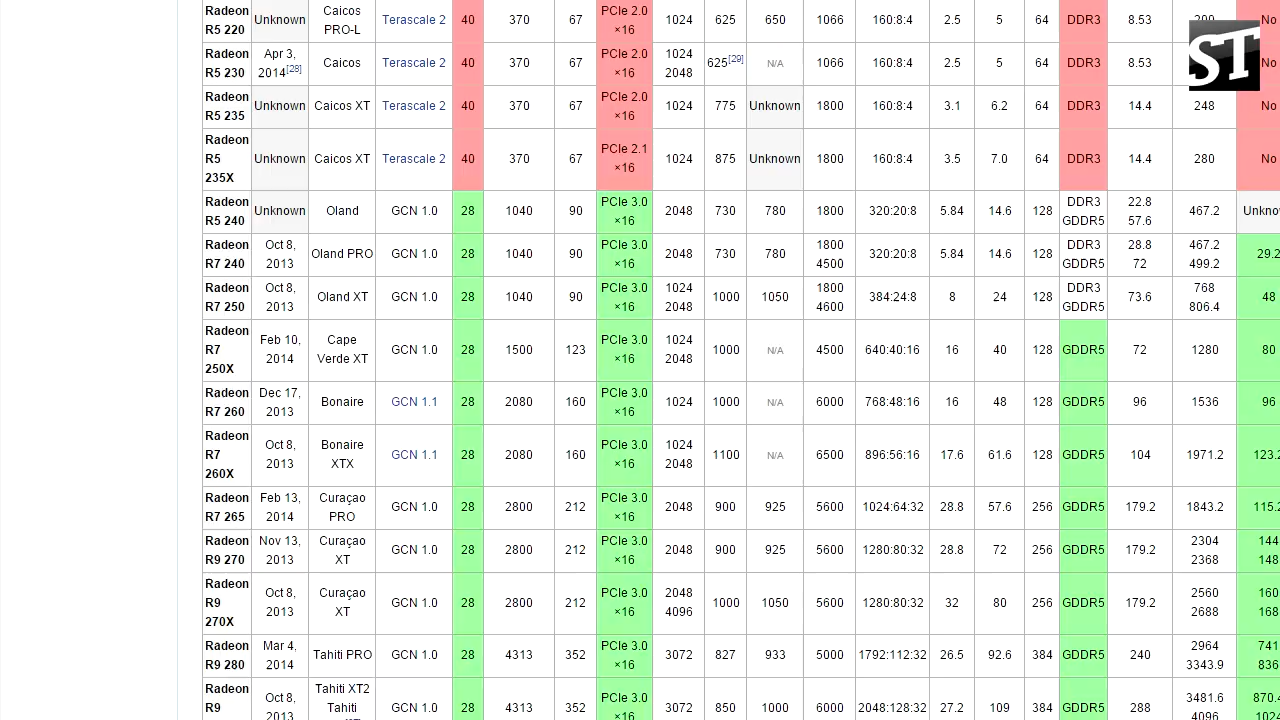 Radeon R5 220 Unknown Caicos PRO-L Terascale 2 40 370 67 PCIe 2.0 ×16 1024 625 650 1066 160:8:4 2.5 5 64 DDR3 8.53 No
ST
Radeon R5 230 Apr 3, 2014[28] Caicos Terascale 2 40 370 67 PCIe 2.0 ×16 1024 2048 625[29] N/A 1066 160:8:4 2.5 5 64 DDR3 8.53 No
Radeon R5 235 Unknown Caicos XT Terascale 2 40 370 67 PCIe 2.0 ×16 1024 775 Unknown 1800 160:8:4 3.1 6.2 64 DDR3 14.4 248 No
Radeon R5 235X Unknown Caicos XT Terascale 2 40 370 67 PCIe 2.1 ×16 1024 875 Unknown 1800 160:8:4 3.5 7.0 64 DDR3 14.4 280 No
Radeon R5 240 Unknown Oland GCN 1.0 28 1040 90 PCIe 3.0 ×16 2048 730 780 1800 320:20:8 5.84 14.6 128 DDR3 GDDR5 22.8 57.6 467.2 Unkno
Radeon R7 240 Oct 8, 2013 Oland PRO GCN 1.0 28 1040 90 PCIe 3.0 ×16 2048 730 780 1800 4500 320:20:8 5.84 14.6 128 DDR3 GDDR5 28.8 72 467.2 499.2 29.2
Radeon R7 250 Oct 8, 2013 Oland XT GCN 1.0 28 1040 90 PCIe 3.0 ×16 1024 2048 1000 1050 1800 4600 384:24:8 8 24 128 DDR3 GDDR5 73.6 768 806.4 48
Radeon R7 250X Feb 10, 2014 Cape Verde XT GCN 1.0 28 1500 123 PCIe 3.0 ×16 1024 2048 1000 N/A 4500 640:40:16 16 40 128 GDDR5 72 1280 80
Radeon R7 260 Dec 17, 2013 Bonaire GCN 1.1 28 2080 160 PCIe 3.0 ×16 1024 1000 N/A 6000 768:48:16 16 48 128 GDDR5 96 1536 96
Radeon R7 260X Oct 8, 2013 Bonaire XTX GCN 1.1 28 2080 160 PCIe 3.0 ×16 1024 2048 1100 N/A 6500 896:56:16 17.6 61.6 128 GDDR5 104 1971.2 123.2
Radeon R7 265 Feb 13, 2014 Curaçao PRO GCN 1.0 28 2800 212 PCIe 3.0 ×16 2048 900 925 5600 1024:64:32 28.8 57.6 256 GDDR5 179.2 1843.2 115.2
Radeon R9 270 Nov 13, 2013 Curaçao XT GCN 1.0 28 2800 212 PCIe 3.0 ×16 2048 900 925 5600 1280:80:32 28.8 72 256 GDDR5 179.2 2304 2368 144 148
Radeon R9 270X Oct 8, 2013 Curaçao XT GCN 1.0 28 2800 212 PCIe 3.0 ×16 2048 4096 1000 1050 5600 1280:80:32 32 80 256 GDDR5 179.2 2560 2688 160 168
Radeon R9 280 Mar 4, 2014 Tahiti PRO GCN 1.0 28 4313 352 PCIe 3.0 ×16 3072 827 933 5000 1792:112:32 26.5 92.6 384 GDDR5 240 2964 3343.9 741 836
Radeon R9 Oct 8, 2013 Tahiti XT2 Tahiti GCN 1.0 28 4313 352 PCIe 3.0 ×16 3072 850 1000 6000 2048:128:32 27.2 109 384 GDDR5 288 3481.6 4096 870.4